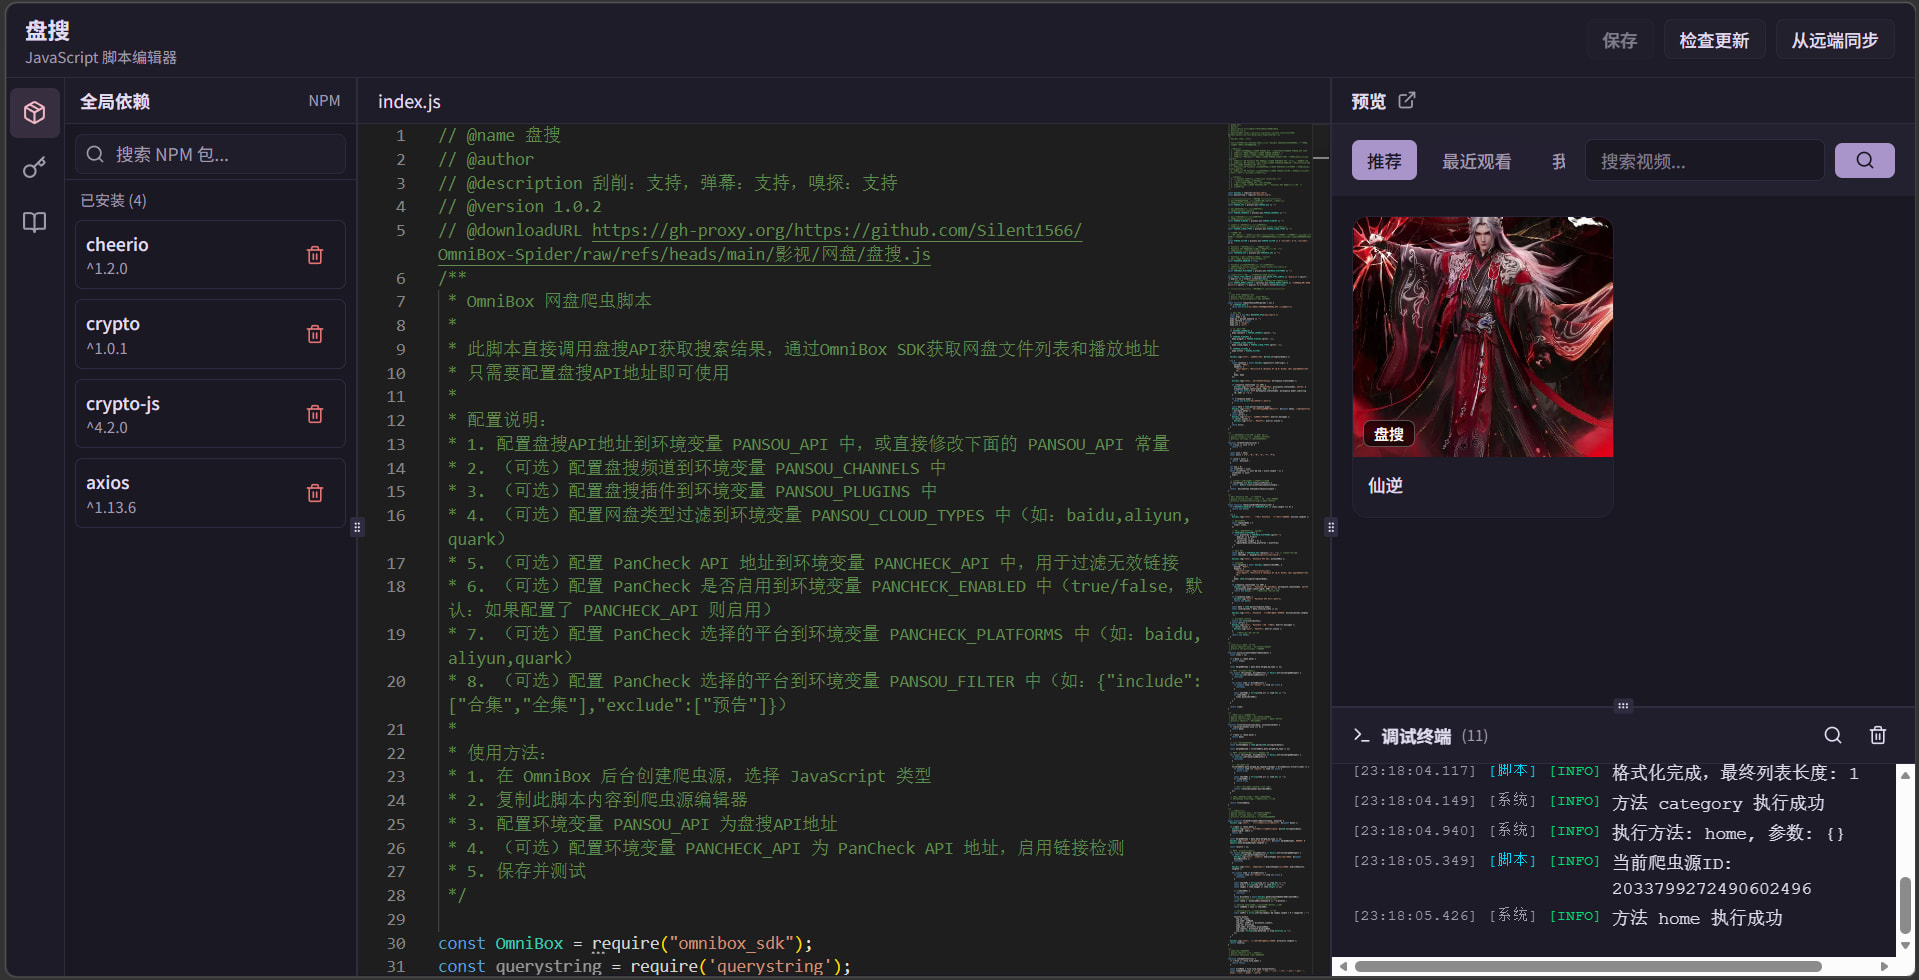 盘搜
JavaScript 脚本编辑器
保存
检查更新
从远端同步
全局依赖
NPM
搜索 NPM 包...
已安装 (4)
cheerio
^1.2.0
crypto
^1.0.1
crypto-js
^4.2.0
axios
^1.13.6
index.js
1 // @name 盘搜
2 // @author
3 // @description 刮削：支持，弹幕：支持，嗅探：支持
4 // @version 1.0.2
5 // @downloadURL https://gh-proxy.org/https://github.com/Silent1566/
OmniBox-Spider/raw/refs/heads/main/影视/网盘/盘搜.js
6 /**
7 * OmniBox 网盘爬虫脚本
8 *
9 * 此脚本直接调用盘搜API获取搜索结果，通过OmniBox SDK获取网盘文件列表和播放地址
10 * 只需要配置盘搜API地址即可使用
11 *
12 * 配置说明：
13 * 1. 配置盘搜API地址到环境变量 PANSOU_API 中，或直接修改下面的 PANSOU_API 常量
14 * 2. （可选）配置盘搜频道到环境变量 PANSOU_CHANNELS 中
15 * 3. （可选）配置盘搜插件到环境变量 PANSOU_PLUGINS 中
16 * 4. （可选）配置网盘类型过滤到环境变量 PANSOU_CLOUD_TYPES 中（如：baidu,aliyun,
quark）
17 * 5. （可选）配置 PanCheck API 地址到环境变量 PANCHECK_API 中，用于过滤无效链接
18 * 6. （可选）配置 PanCheck 是否启用到环境变量 PANCHECK_ENABLED 中（true/false，默
认：如果配置了 PANCHECK_API 则启用）
19 * 7. （可选）配置 PanCheck 选择的平台到环境变量 PANCHECK_PLATFORMS 中（如：baidu,
aliyun,quark）
20 * 8. （可选）配置 PanCheck 选择的平台到环境变量 PANSOU_FILTER 中（如：{"include":
["合集","全集"],"exclude":["预告"]}）
21 *
22 * 使用方法：
23 * 1. 在 OmniBox 后台创建爬虫源，选择 JavaScript 类型
24 * 2. 复制此脚本内容到爬虫源编辑器
25 * 3. 配置环境变量 PANSOU_API 为盘搜API地址
26 * 4. （可选）配置环境变量 PANCHECK_API 为 PanCheck API 地址，启用链接检测
27 * 5. 保存并测试
28 */
29
30 const OmniBox = require("omnibox_sdk");
31 const querystring = require('querystring');
预览
推荐
最近观看
搜索视频...
盘搜
仙逆
调试终端 (11)
[23:18:04.117] [脚本] [INFO] 格式化完成，最终列表长度: 1
[23:18:04.149] [系统] [INFO] 方法 category 执行成功
[23:18:04.940] [系统] [INFO] 执行方法: home, 参数: {}
[23:18:05.349] [脚本] [INFO] 当前爬虫源ID:
2033799272490602496
[23:18:05.426] [系统] [INFO] 方法 home 执行成功